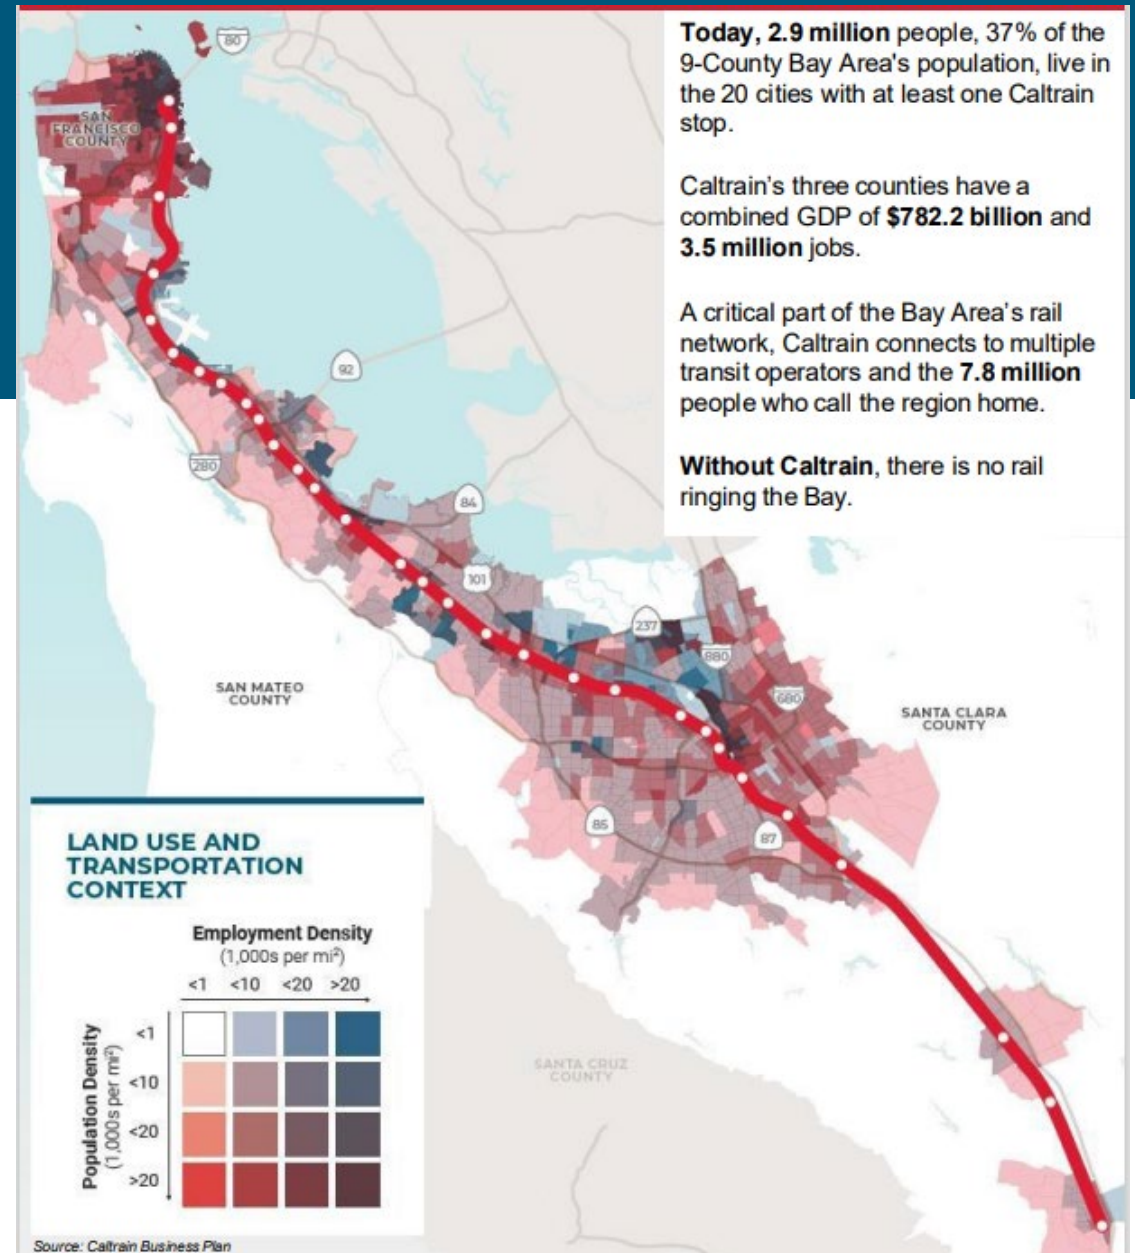 Today, 2.9 million people, 37% of the
9-County Bay Area's population, live in
the 20 cities with at least one Caltrain
stop.
Caltrain's three counties have a
combined GDP of $782.2 billion and
3.5 million jobs.
A critical part of the Bay Area's rail
network, Caltrain connects to multiple
transit operators and the 7.8 million
people who call the region home.
Without Caltrain, there is no rail
ringing the Bay.
80
SAN
FRANCISCO
COUNTY
92
280
84
101
237
880
680
SAN MATEO
COUNTY
SANTA CLARA
COUNTY
85
87
SANTA CRUZ
COUNTY
LAND USE AND
TRANSPORTATION
CONTEXT
Employment Density
(1,000s per mi²)
<1 <10 <20 >20
Population Density
(1,000s per mi²)
<1
<10
<20
>20
Source: Caltrain Business Plan